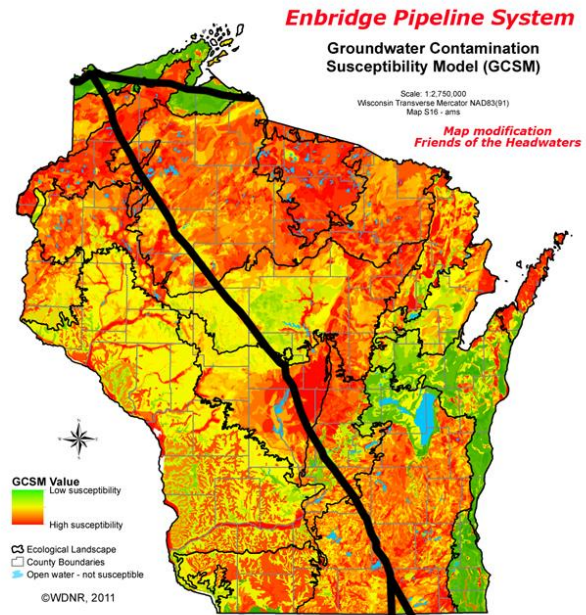 Enbridge Pipeline System
Groundwater Contamination
Susceptibility Model (GCSM)
Scale: 1:2,750,000
Wisconsin Transverse Mercator NAD83(91)
Map S16 - ams
Map modification
Friends of the Headwaters
GCSM Value
Low susceptibility
High susceptibility
Ecological Landscape
County Boundaries
Open water - not susceptible
©WDNR, 2011